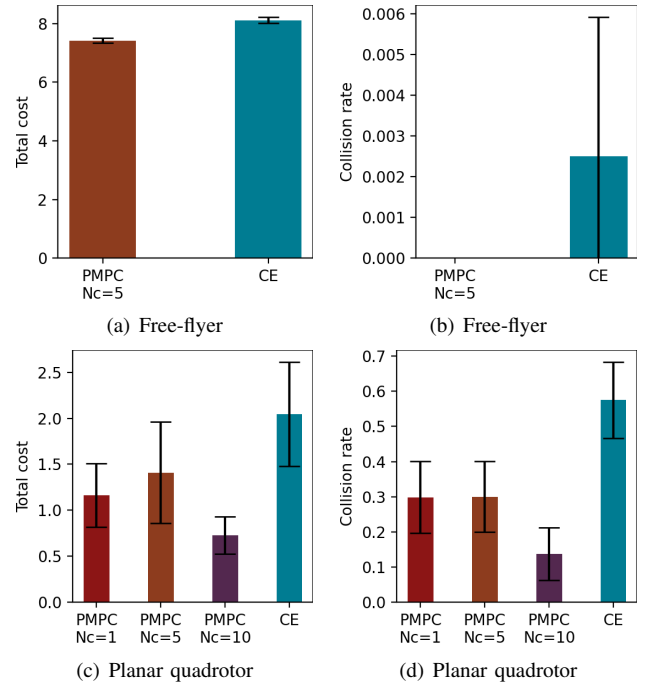 Total cost
8
6
4
2
0
PMPC
Nc=5
CE
(a) Free-flyer
Collision rate
0.006
0.005
0.004
0.003
0.002
0.001
0.000
PMPC
Nc=5
CE
(b) Free-flyer
Total cost
2.5
2.0
1.5
1.0
0.5
0.0
PMPC
Nc=1
PMPC
Nc=5
PMPC
Nc=10
CE
(c) Planar quadrotor
Collision rate
0.7
0.6
0.5
0.4
0.3
0.2
0.1
0.0
PMPC
Nc=1
PMPC
Nc=5
PMPC
Nc=10
CE
(d) Planar quadrotor